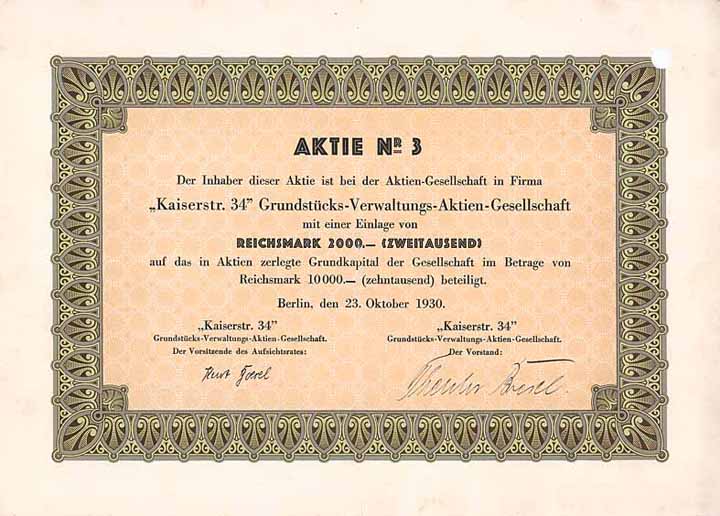 AKTIE Nr 3
Der Inhaber dieser Aktie ist bei der Aktien-Gesellschaft in Firma
„Kaiserstr. 34” Grundstücks-Verwaltungs-Aktien-Gesellschaft
mit einer Einlage von
REICHSMARK 2000.— (ZWEITAUSEND)
auf das in Aktien zerlegte Grundkapital der Gesellschaft im Betrage von
Reichsmark 10000.— (zehntausend) beteiligt.
Berlin, den 23. Oktober 1930.
„Kaiserstr. 34”
Grundstücks-Verwaltungs-Aktien-Gesellschaft.
Der Vorsitzende des Aufsichtsrates:
„Kaiserstr. 34”
Grundstücks-Verwaltungs-Aktien-Gesellschaft.
Der Vorstand: